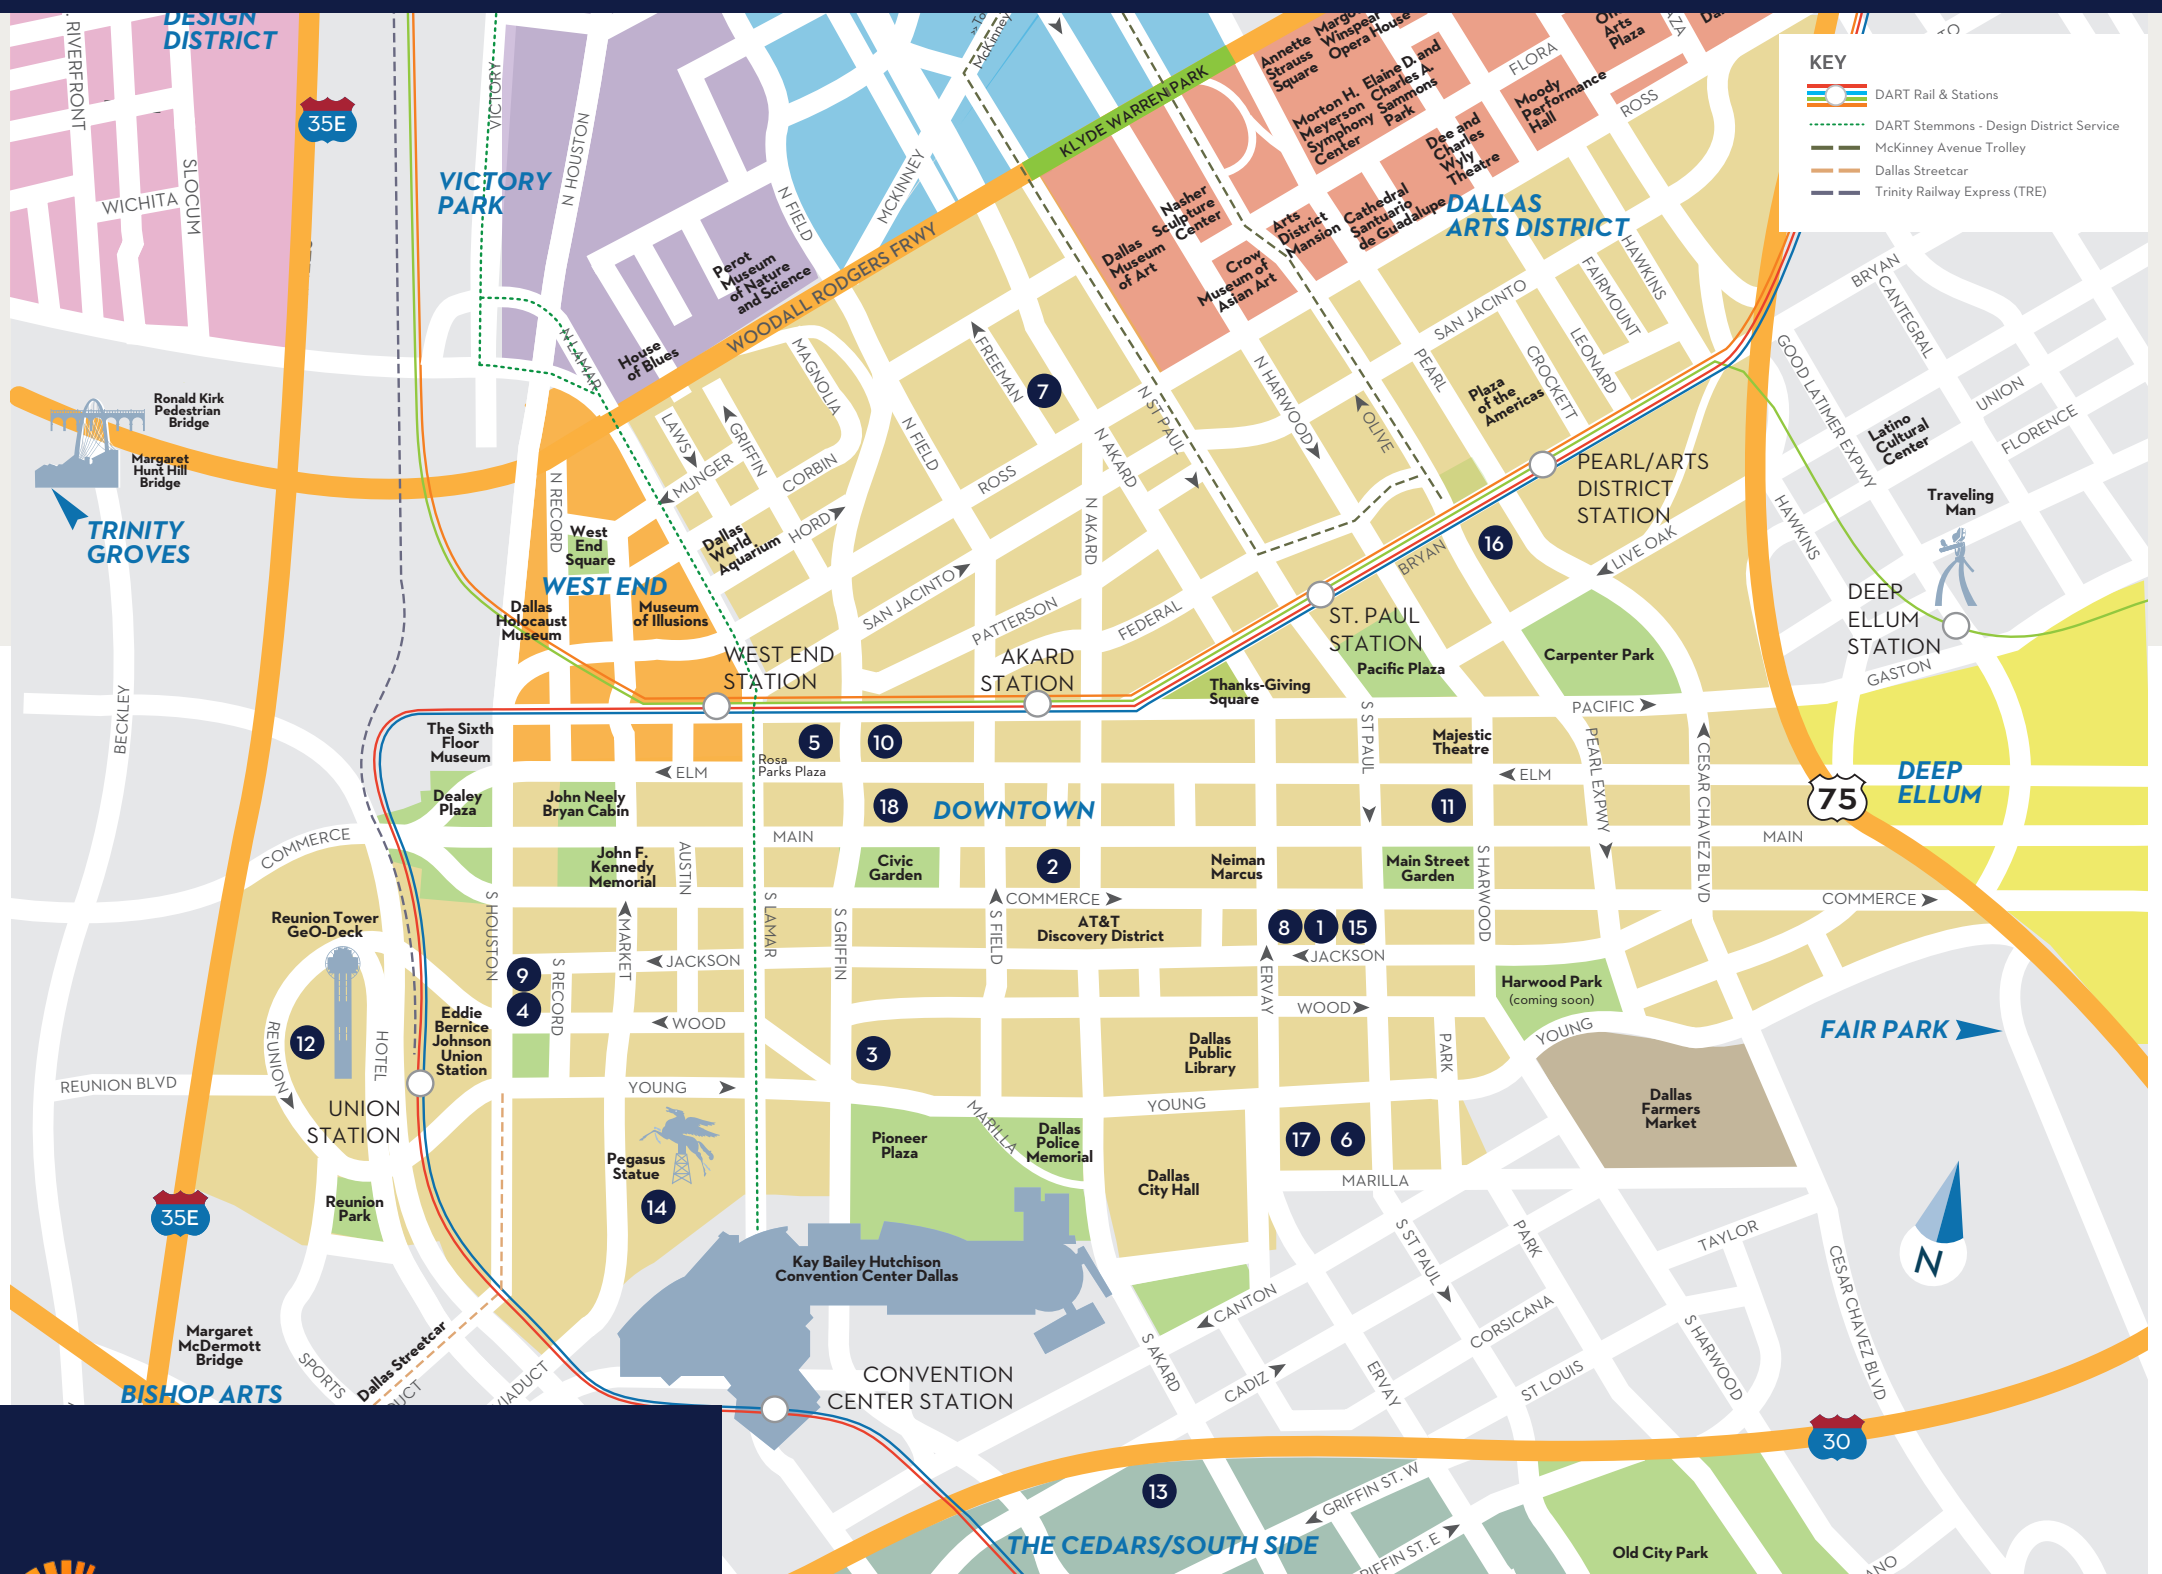 DESIGN
DISTRICT
RIVERFRONT
SLOCUM
WICHITA
35E
VICTORY
VICTORY
PARK
N HOUSTON
N FIELD
MCKINNEY
McKinney
Perot
Museum
of Nature
and Science
House
of Blues
N LAMAR
WOODALL RODGERS FRWY
KLYDE WARREN PARK
Annette
Strauss
Square
Winspear
Opera House
Morton H.
Meyerson
Symphony
Center
Elaine D. and
Charles A.
Sammons
Park
Arts
Plaza
FLORA
Moody
Performance
Hall
ROSS
Dee and
Charles
Wyly
Theatre
Nasher
Sculpture
Center
Dallas
Museum
of Art
Arts
District
Mansion
Cathedral
Santuario
de Guadalupe
Crow
Museum of
Asian Art
DALLAS
ARTS DISTRICT
KEY
DART Rail & Stations
DART Stemmons - Design District Service
McKinney Avenue Trolley
Dallas Streetcar
Trinity Railway Express (TRE)
HAWKINS
FAIRMOUNT
SAN JACINTO
LEONARD
CROCKETT
PEARL
Plaza
of the
Americas
BRYAN
CANTEGRAL
GOOD LATIMER EXPWY
UNION
FLORENCE
Latino
Cultural
Center
Traveling
Man
HAWKINS
Ronald Kirk
Pedestrian
Bridge
Margaret
Hunt Hill
Bridge
TRINITY
GROVES
MAGNOLIA
LAWS
GRIFFIN
MUNGER
CORBIN
HORD
N FIELD
FREEMAN
7
ROSS
N AKARD
N AKARD
N ST PAUL
N HARWOOD
OLIVE
PEARL/ARTS
DISTRICT
STATION
16
BRYAN
LIVE OAK
N RECORD
West
End
Square
WEST END
Dallas
World
Aquarium
Dallas
Holocaust
Museum
Museum
of Illusions
SAN JACINTO
PATTERSON
FEDERAL
WEST END
STATION
AKARD
STATION
ST. PAUL
STATION
Pacific Plaza
Carpenter Park
Thanks-Giving
Square
DEEP
ELLUM
STATION
GASTON
PACIFIC
BECKLEY
The Sixth
Floor
Museum
5
10
Rosa
Parks Plaza
ELM
S ST PAUL
Majestic
Theatre
ELM
PEARL EXPWY
CESAR CHAVEZ BLVD
75
DEEP
ELLUM
Dealey
Plaza
John Neely
Bryan Cabin
18
DOWNTOWN
11
MAIN
MAIN
COMMERCE
John F.
Kennedy
Memorial
AUSTIN
Civic
Garden
2
Neiman
Marcus
Main Street
Garden
S HARWOOD
COMMERCE
COMMERCE
Reunion Tower
GeO-Deck
S HOUSTON
MARKET
S LAMAR
S GRIFFIN
S FIELD
AT&T
Discovery District
8
1
15
JACKSON
JACKSON
9
4
S RECORD
ERVAY
Harwood Park
(coming soon)
WOOD
WOOD
YOUNG
FAIR PARK
12
REUNION
HOTEL
Eddie
Bernice
Johnson
Union
Station
3
Dallas
Public
Library
PARK
REUNION BLVD
UNION
STATION
YOUNG
YOUNG
Dallas
Farmers
Market
Pegasus
Statue
14
Pioneer
Plaza
MARILLA
Dallas
Police
Memorial
17
6
Dallas
City Hall
MARILLA
Reunion
Park
35E
Kay Bailey Hutchison
Convention Center Dallas
S ST PAUL
PARK
TAYLOR
CESAR CHAVEZ BLVD
N
CANTON
CORSICANA
S HARWOOD
Margaret
McDermott
Bridge
BISHOP ARTS
SPORTS
Dallas Streetcar
DUCT
VIADUCT
CONVENTION
CENTER STATION
S AKARD
CADIZ
ERVAY
ST LOUIS
30
13
GRIFFIN ST. W
THE CEDARS/SOUTH SIDE
RIFFIN ST. E
Old City Park